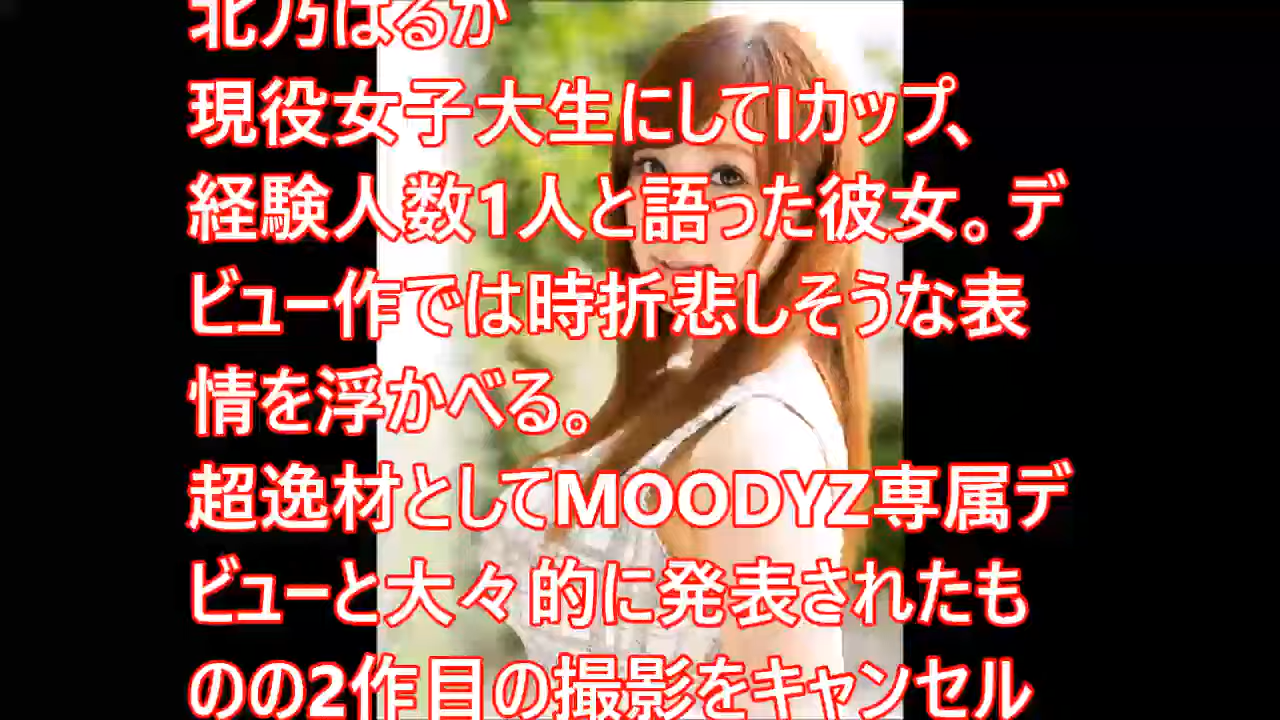 北乃はるか
現役女子大生にしてIカップ、
経験人数1人と語った彼女。デ
ビュー作では時折悲しそうな表
情を浮かべる。
超逸材としてMOODYZ専属デ
ビューと大々的に発表されたも
のの2作目の撮影をキャンセル